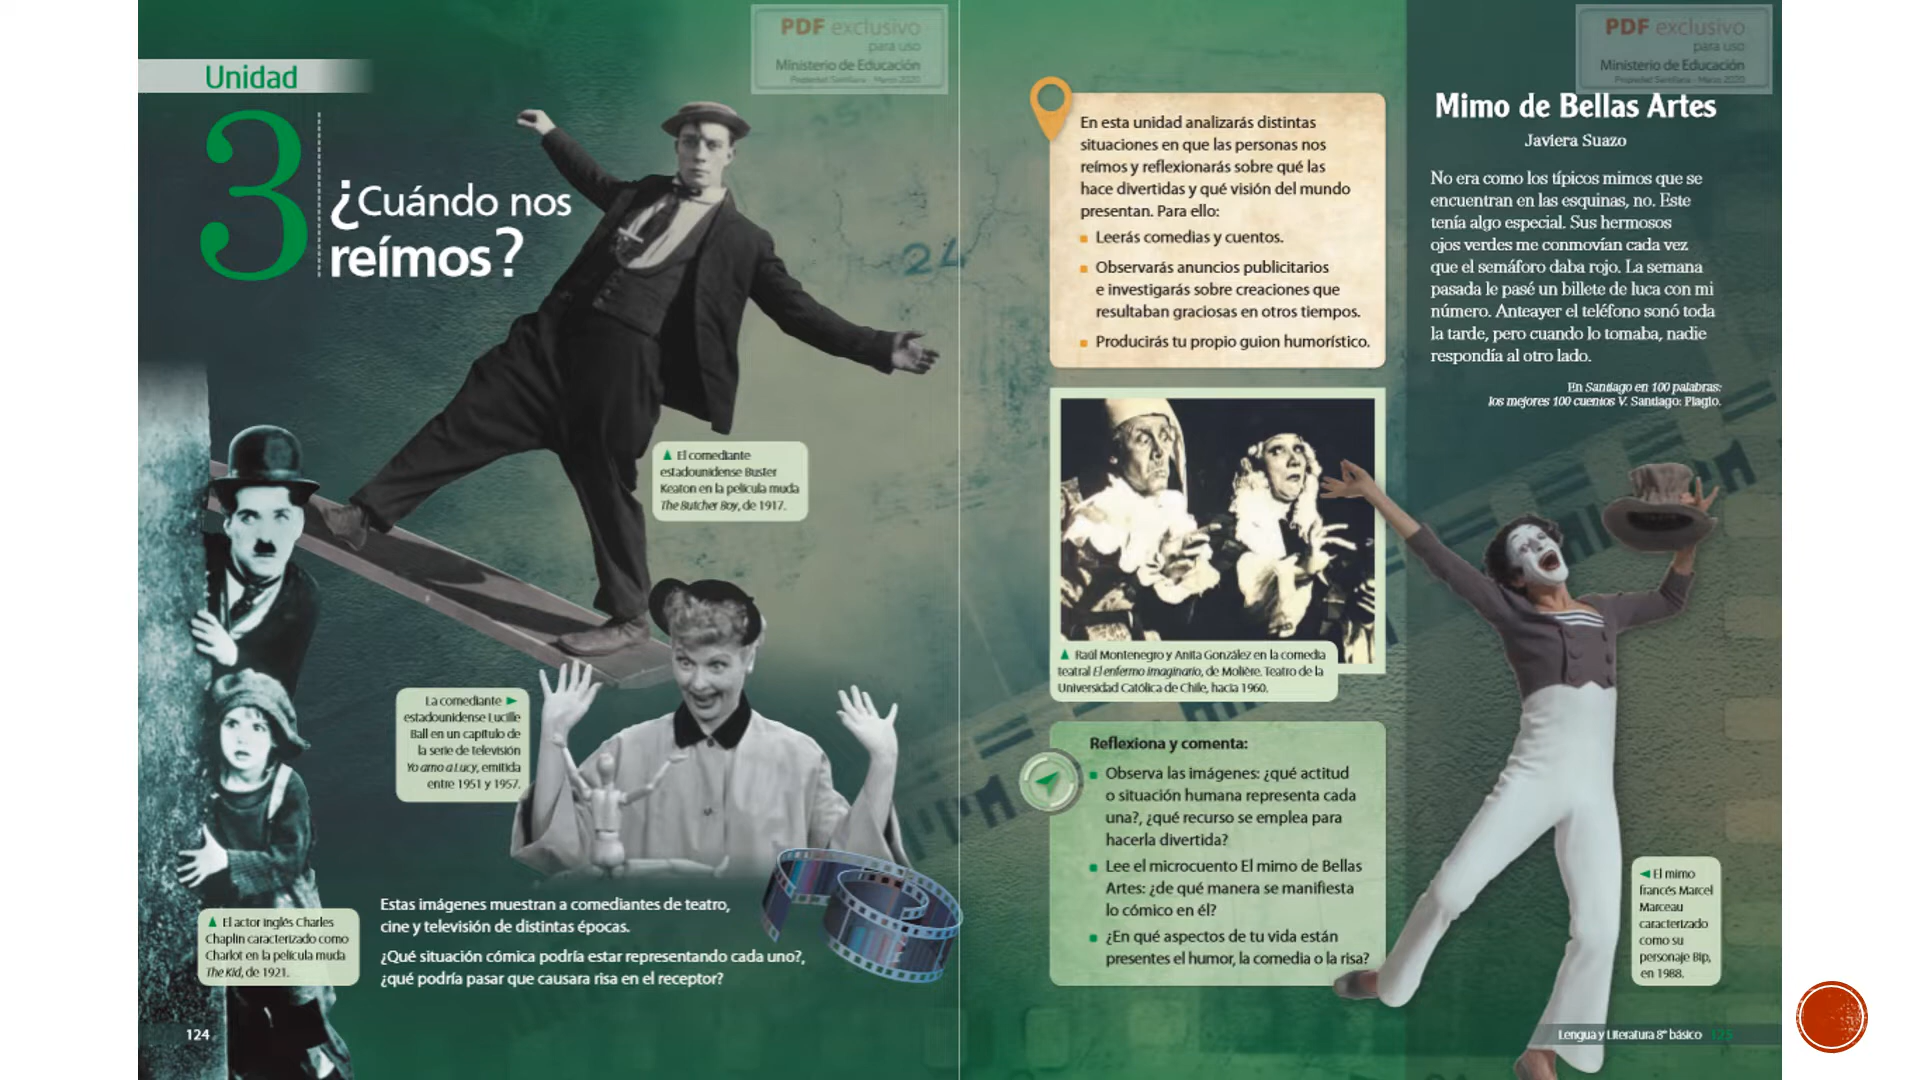 PDF exclusivo
para uso
Ministerio de Educación
Propiedad Santillana - Marzo 2020
Unidad
3
¿Cuándo nos
reímos?
▲ El comediante
estadounidense Buster
Keaton en la película muda
The Butcher Boy, de 1917.
La comediante ►
estadounidense Lucille
Ball en un capítulo de
la serie de televisión
Yo amo a Lucy, emitida
entre 1951 y 1957.
▲ El actor inglés Charles
Chaplin caracterizado como
Charlot en la película muda
The Kid, de 1921.
Estas imágenes muestran a comediantes de teatro,
cine y televisión de distintas épocas.
¿Qué situación cómica podría estar representando cada uno?,
¿qué podría pasar que causara risa en el receptor?
124
24
En esta unidad analizarás distintas
situaciones en que las personas nos
reímos y reflexionarás sobre qué las
hace divertidas y qué visión del mundo
presentan. Para ello:
▪ Leerás comedias y cuentos.
▪ Observarás anuncios publicitarios
e investigarás sobre creaciones que
resultaban graciosas en otros tiempos.
▪ Producirás tu propio guion humorístico.
▲ Raúl Montenegro y Anita González en la comedia
teatral El enfermo imaginario, de Molière. Teatro de la
Universidad Católica de Chile, hacia 1960.
Reflexiona y comenta:
▪ Observa las imágenes: ¿qué actitud
o situación humana representa cada
una?, ¿qué recurso se emplea para
hacerla divertida?
▪ Lee el microcuento El mimo de Bellas
Artes: ¿de qué manera se manifiesta
lo cómico en él?
▪ ¿En qué aspectos de tu vida están
presentes el humor, la comedia o la risa?
PDF exclusivo
para uso
Ministerio de Educación
Propiedad Santillana - Marzo 2020
Mimo de Bellas Artes
Javiera Suazo
No era como los típicos mimos que se
encuentran en las esquinas, no. Este
tenía algo especial. Sus hermosos
ojos verdes me conmovían cada vez
que el semáforo daba rojo. La semana
pasada le pasé un billete de luca con mi
número. Anteayer el teléfono sonó toda
la tarde, pero cuando lo tomaba, nadie
respondía al otro lado.
En Santiago en 100 palabras:
los mejores 100 cuentos V. Santiago: Plagio.
◄ El mimo
francés Marcel
Marceau
caracterizado
como su
personaje Bip,
en 1988.
Lengua y Literatura 8° básico 125